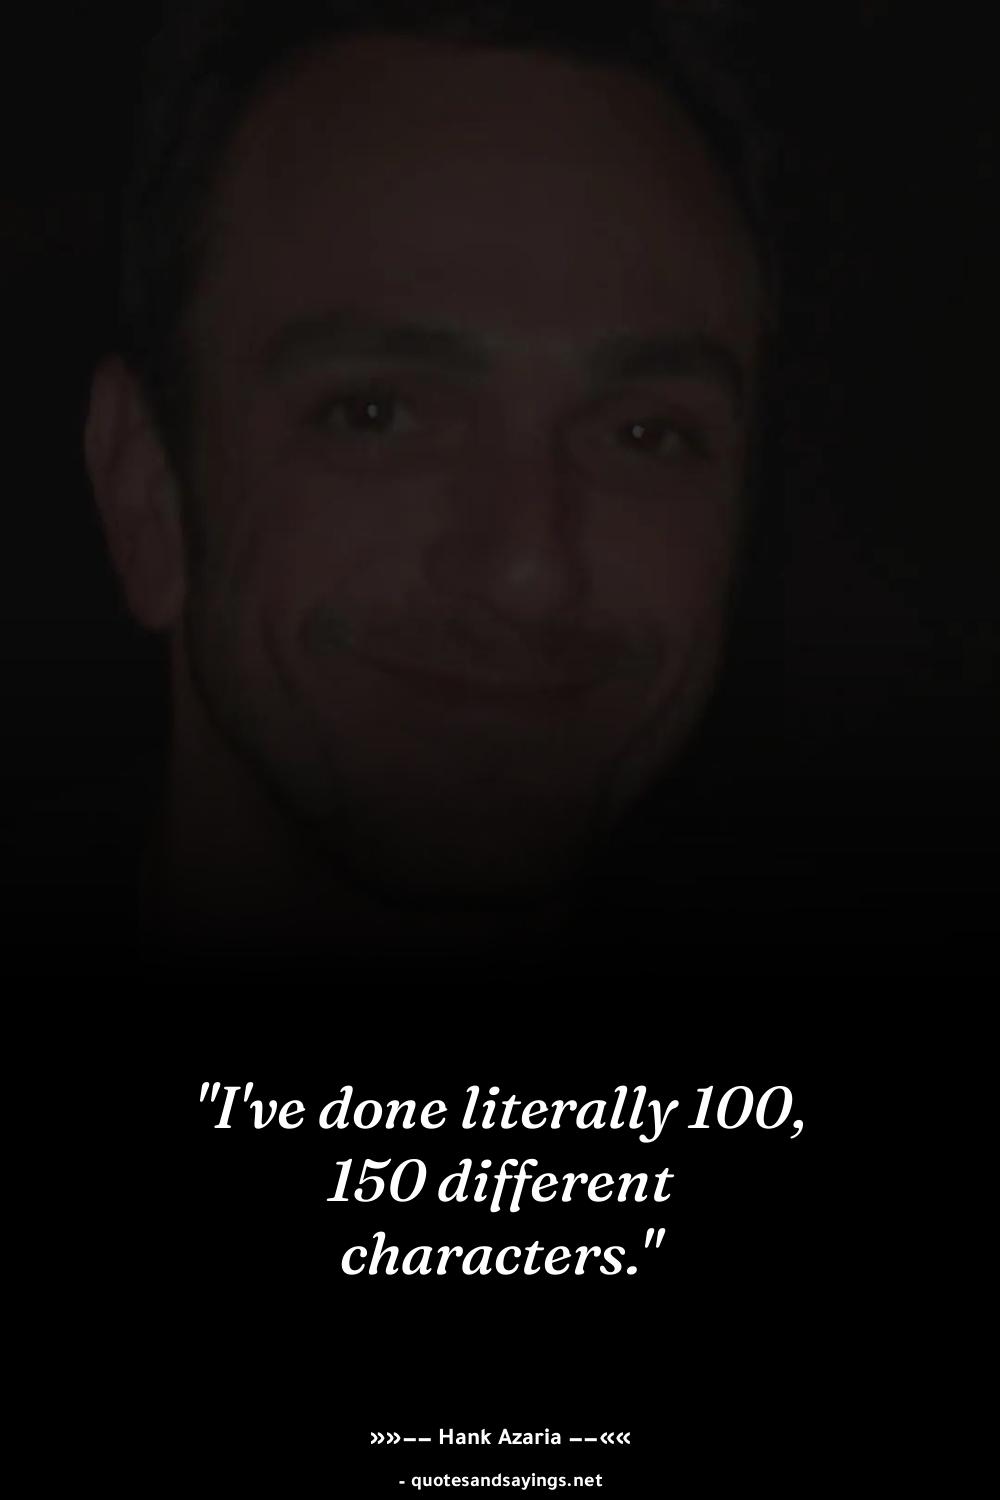 "I've done literally 100,
150 different
characters."
»»–– Hank Azaria ––««
- quotesandsayings.net